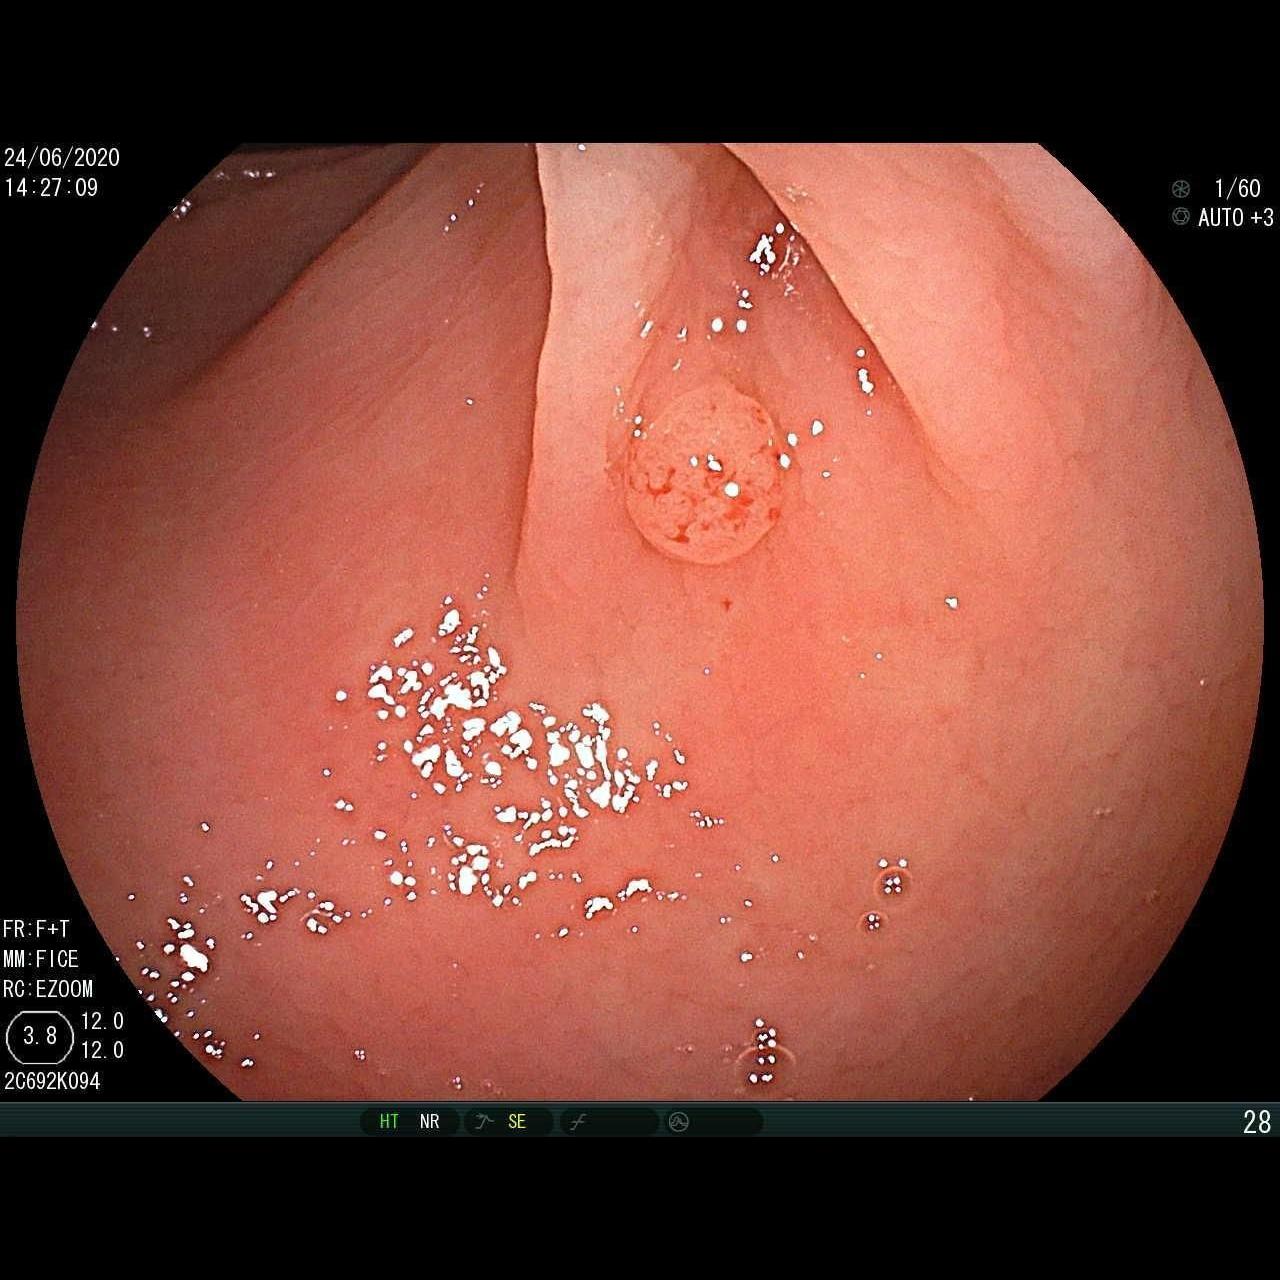 24/06/2020
14:27:09
1/60
AUTO +3
FR:F+T
MM:FICE
RC:EZOOM
3.8
12.0
12.0
2C692K094
HT NR SE
28